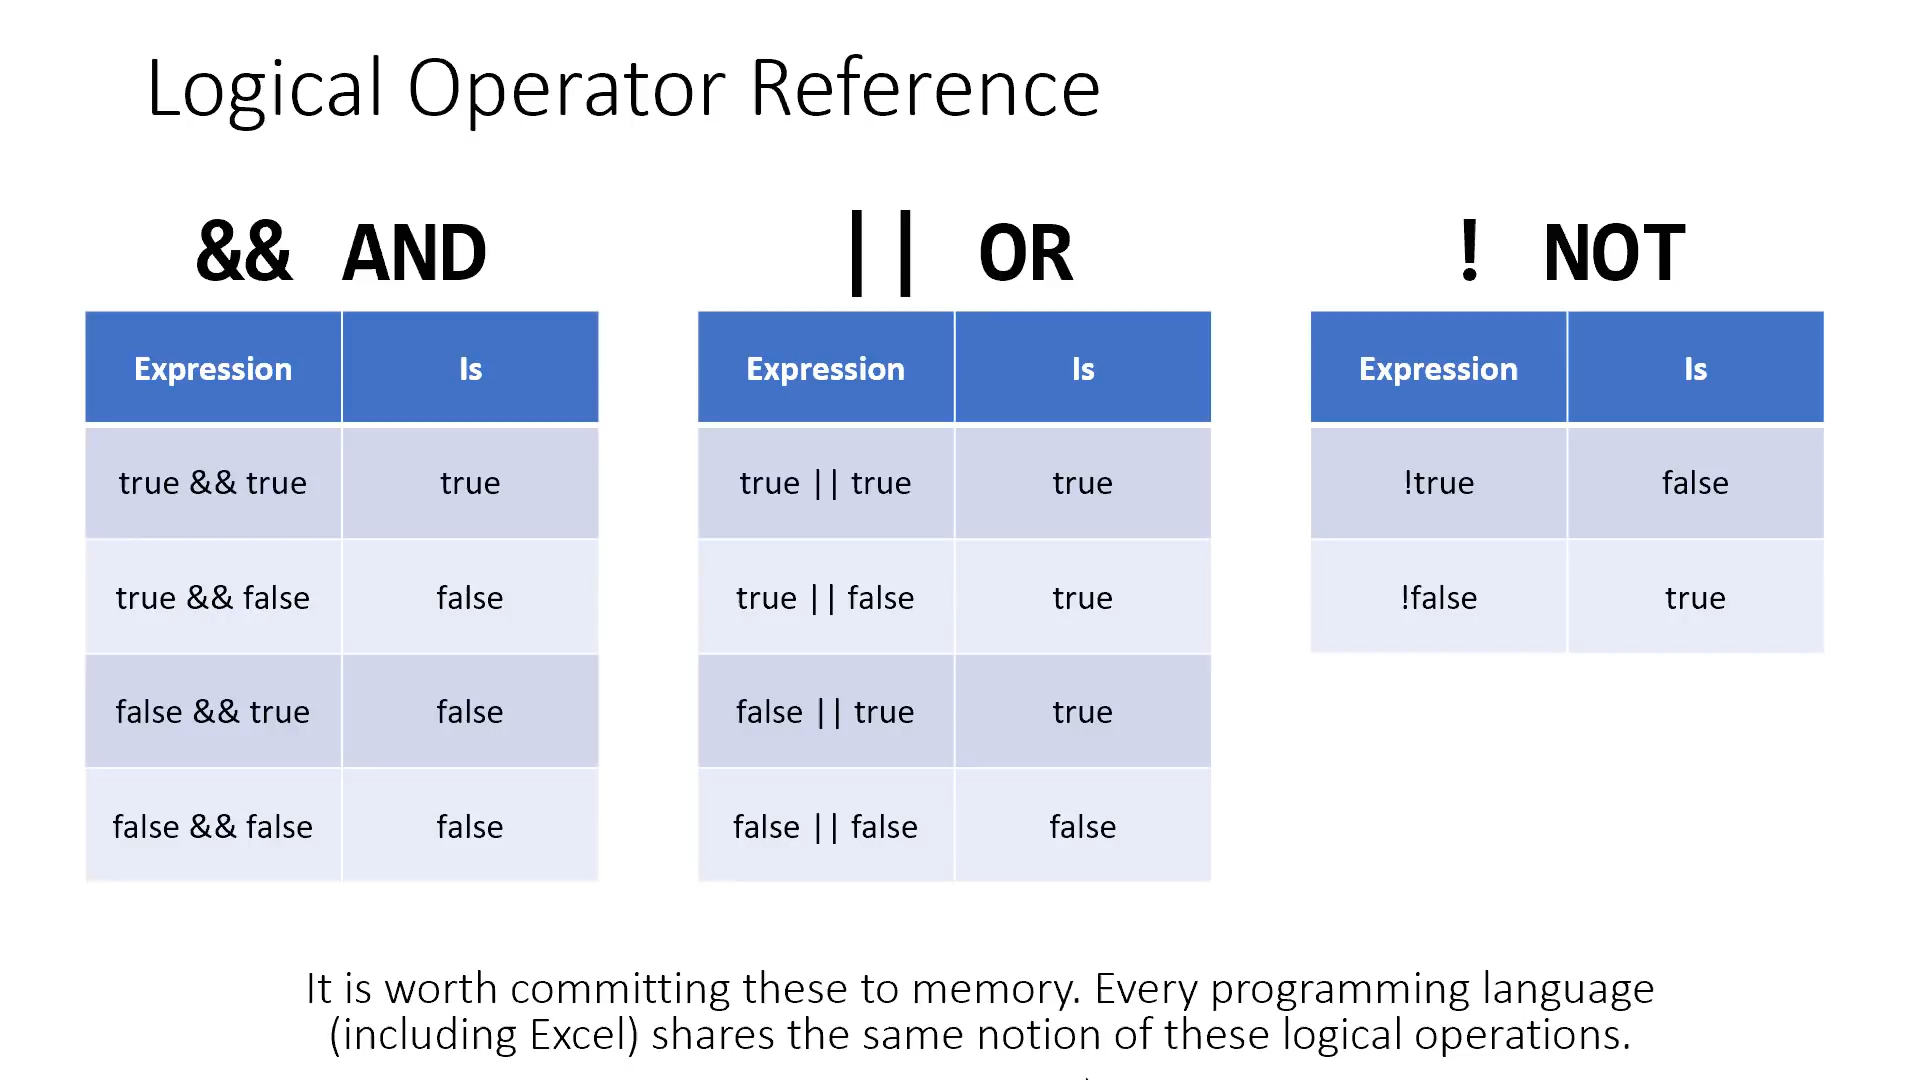 Logical Operator Reference
&& AND
Expression Is
true && true true
true && false false
false && true false
false && false false
|| OR
Expression Is
true || true true
true || false true
false || true true
false || false false
! NOT
Expression Is
!true false
!false true
It is worth committing these to memory. Every programming language
(including Excel) shares the same notion of these logical operations.